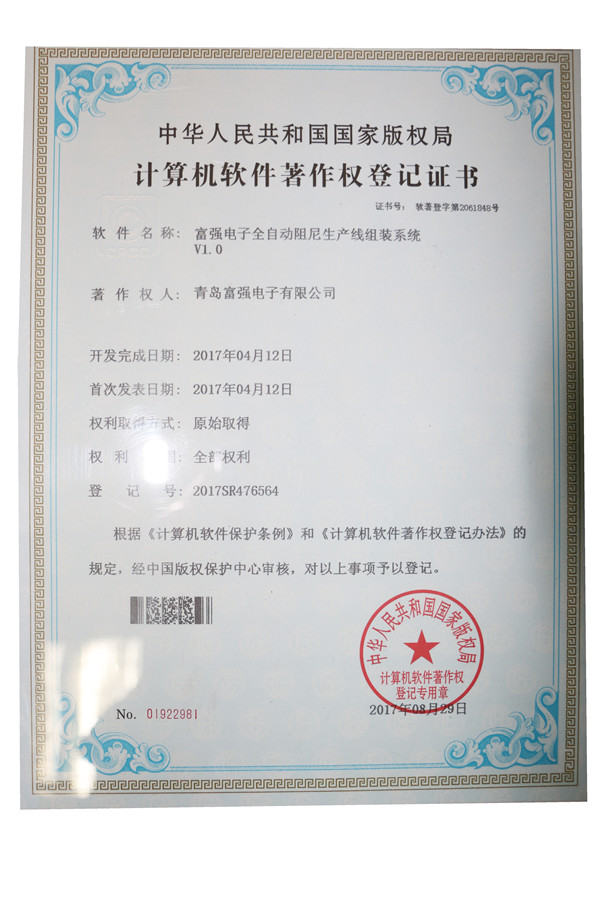 中华人民共和国国家版权局
计算机软件著作权登记证书
证书号： 软著登字第2061848号
软件名称： 富强电子全自动阻尼生产线组装系统
V1.0
著作权人： 青岛富强电子有限公司
开发完成日期： 2017年04月12日
首次发表日期： 2017年04月12日
权利取得方式： 原始取得
权利 围： 全部权利
登记号： 2017SR476564
根据《计算机软件保护条例》和《计算机软件著作权登记办法》的
规定，经中国版权保护中心审核，对以上事项予以登记。
中华人民共和国国家版权局
计算机软件著作权
登记专用章
2017年08月29日
No. 01922981